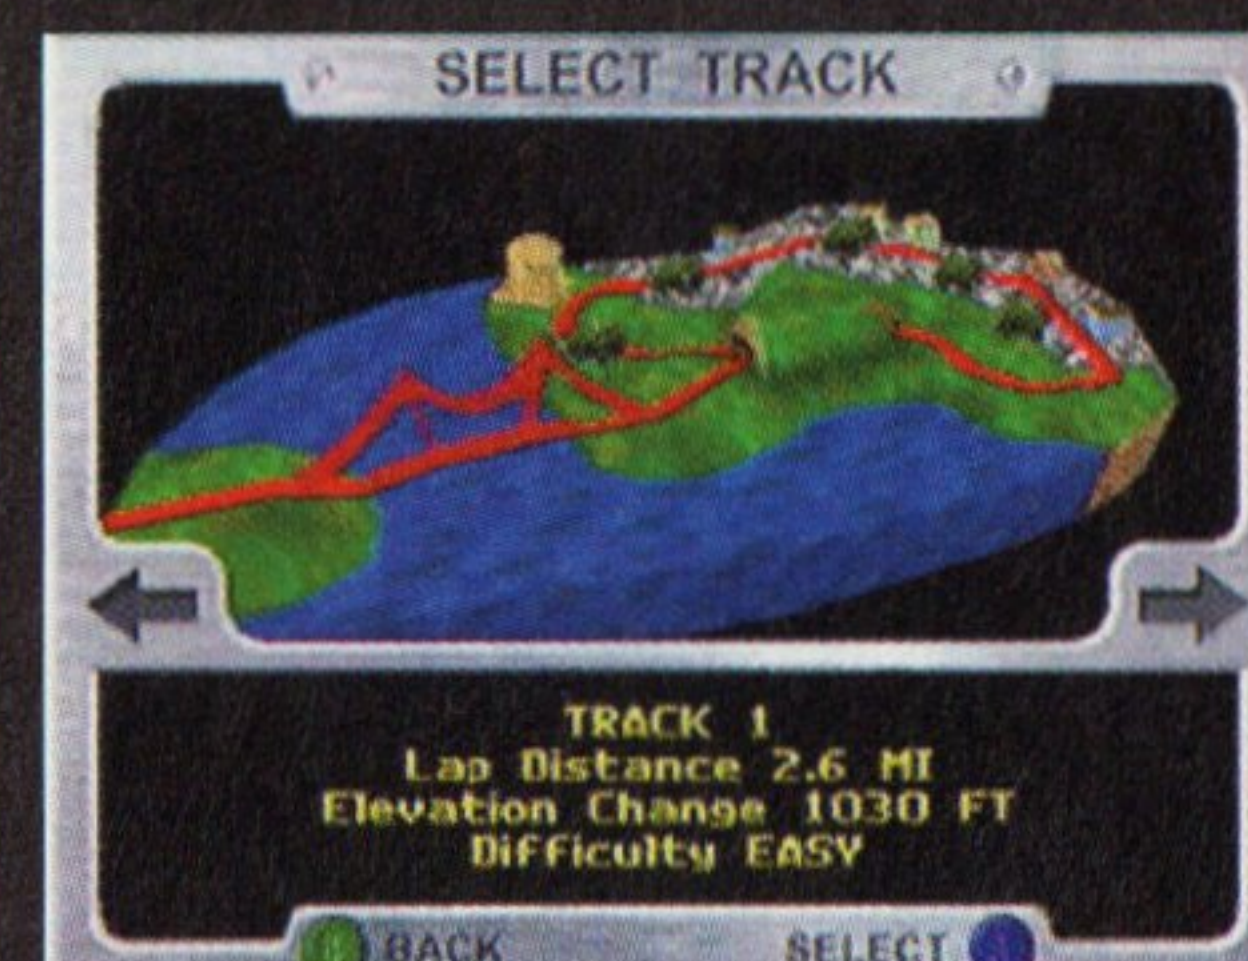 SELECT TRACK
TRACK 1
Lap Distance 2.6 MI
Elevation Change 1030 FT
Difficulty EASY
BACK
SELECT